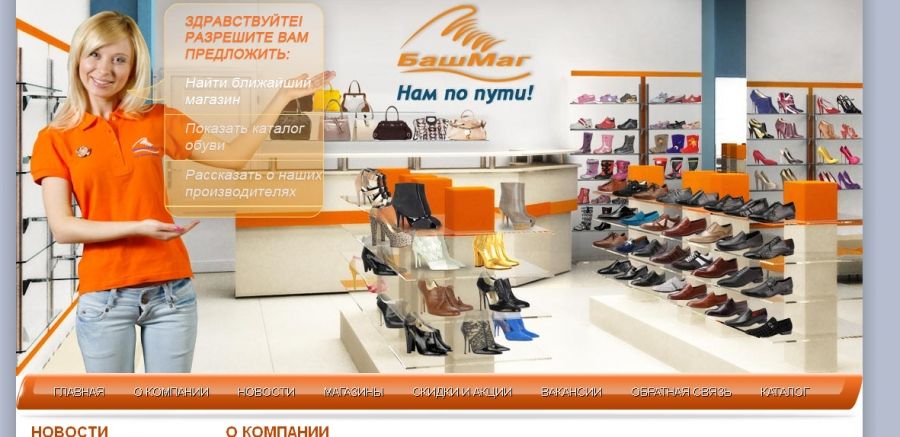 ЗДРАВСТВУЙТЕ!
РАЗРЕШИТЕ ВАМ
ПРЕДЛОЖИТЬ:
Найти ближайший
магазин
Показать каталог
обуви
Рассказать о наших
производителях
БашМаг
Нам по пути!
ГЛАВНАЯ О КОМПАНИИ НОВОСТИ МАГАЗИНЫ СКИДКИ И АКЦИИ ВАКАНСИИ ОБРАТНАЯ СВЯЗЬ КАТАЛОГ
НОВОСТИ О КОМПАНИИ